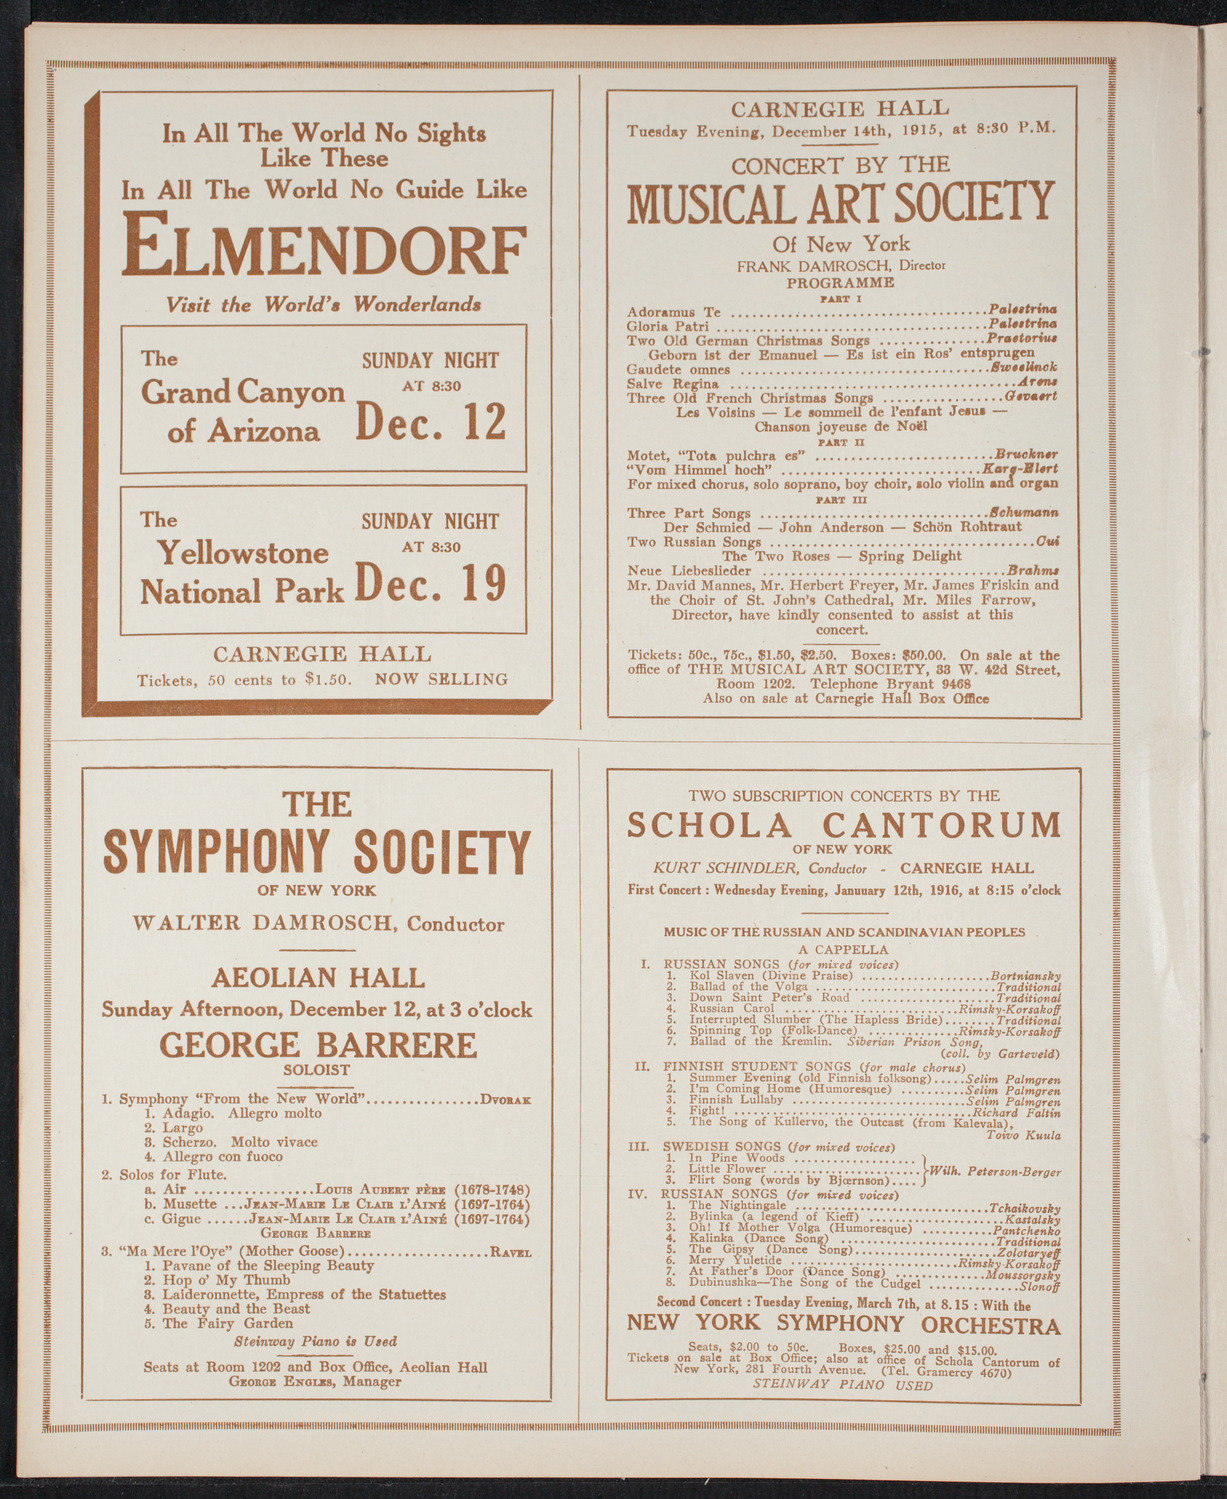 In All The World No Sights
Like These
In All The World No Guide Like
ELMENDORF
Visit the World's Wonderlands
The
Grand Canyon
of Arizona
SUNDAY NIGHT
AT 8:30
Dec. 12
The
Yellowstone
National Park
SUNDAY NIGHT
AT 8:30
Dec. 19
CARNEGIE HALL
Tickets, 50 cents to $1.50. NOW SELLING
CARNEGIE HALL
Tuesday Evening, December 14th, 1915, at 8:30 P.M.
CONCERT BY THE
MUSICAL ART SOCIETY
Of New York
FRANK DAMROSCH, Director
PROGRAMME
PART I
Adoramus Te ........................................Palestrina
Gloria Patri ..........................................Palestrina
Two Old German Christmas Songs ...............Praetorius
Geborn ist der Emanuel — Es ist ein Ros' entsprugen
Gaudete omnes .......................................Sweelinck
Salve Regina ............................................Arens
Three Old French Christmas Songs .................Gevaert
Les Voisins — Le sommeil de l'enfant Jesus —
Chanson joyeuse de Noël
PART II
Motet, "Tota pulchra es" ...........................Bruckner
"Vom Himmel hoch" ..............................Karg-Elert
For mixed chorus, solo soprano, boy choir, solo violin and organ
PART III
Three Part Songs ...................................Schumann
Der Schmied — John Anderson — Schön Rohtraut
Two Russian Songs .........................................Cui
The Two Roses — Spring Delight
Neue Liebeslieder ......................................Brahms
Mr. David Mannes, Mr. Herbert Freyer, Mr. James Friskin and
the Choir of St. John's Cathedral, Mr. Miles Farrow,
Director, have kindly consented to assist at this
concert.
Tickets: 50c., 75c., $1.50, $2.50. Boxes: $50.00. On sale at the
office of THE MUSICAL ART SOCIETY, 33 W. 42d Street,
Room 1202. Telephone Bryant 9468
Also on sale at Carnegie Hall Box Office
THE
SYMPHONY SOCIETY
OF NEW YORK
WALTER DAMROSCH, Conductor
AEOLIAN HALL
Sunday Afternoon, December 12, at 3 o'clock
GEORGE BARRERE
SOLOIST
1. Symphony "From the New World"................DVORAK
1. Adagio. Allegro molto
2. Largo
3. Scherzo. Molto vivace
4. Allegro con fuoco
2. Solos for Flute.
a. Air .................LOUIS AUBERT PÈRE (1678-1748)
b. Musette ...JEAN-MARIE LE CLAIR L'AINÉ (1697-1764)
c. Gigue ......JEAN-MARIE LE CLAIR L'AINÉ (1697-1764)
GEORGE BARRERE
3. "Ma Mere l'Oye" (Mother Goose)....................RAVEL
1. Pavane of the Sleeping Beauty
2. Hop o' My Thumb
3. Laideronnette, Empress of the Statuettes
4. Beauty and the Beast
5. The Fairy Garden
Steinway Piano is Used
Seats at Room 1202 and Box Office, Aeolian Hall
GEORGE ENGLES, Manager
TWO SUBSCRIPTION CONCERTS BY THE
SCHOLA CANTORUM
OF NEW YORK
KURT SCHINDLER, Conductor - CARNEGIE HALL
First Concert : Wednesday Evening, January 12th, 1916, at 8:15 o'clock
MUSIC OF THE RUSSIAN AND SCANDINAVIAN PEOPLES
A CAPPELLA
I. RUSSIAN SONGS (for mixed voices)
1. Kol Slaven (Divine Praise) ...................Bortniansky
2. Ballad of the Volga ...........................Traditional
3. Down Saint Peter's Road ....................Traditional
4. Russian Carol ..........................Rimsky-Korsakoff
5. Interrupted Slumber (The Hapless Bride)........Traditional
6. Spinning Top (Folk-Dance) ..............Rimsky-Korsakoff
7. Ballad of the Kremlin. Siberian Prison Song,
(coll. by Garteveld)
II. FINNISH STUDENT SONGS (for male chorus)
1. Summer Evening (old Finnish folksong).....Selim Palmgren
2. I'm Coming Home (Humoresque) ..........Selim Palmgren
3. Finnish Lullaby ..........................Selim Palmgren
4. Fight! ....................................Richard Faltin
5. The Song of Kullervo, the Outcast (from Kalevala),
Toivo Kuula
III. SWEDISH SONGS (for mixed voices)
1. In Pine Woods ..................
2. Little Flower ......................}Wilh. Peterson-Berger
3. Flirt Song (words by Bjœrnson)....
IV. RUSSIAN SONGS (for mixed voices)
1. The Nightingale .............................Tchaikovsky
2. Bylinka (a legend of Kieff) ....................Kastalsky
3. Oh! If Mother Volga (Humoresque) ..........Pantchenko
4. Kalinka (Dance Song) .......................Traditional
5. The Gipsy (Dance Song).....................Zolotaryeff
6. Merry Yuletide .........................Rimsky-Korsakoff
7. At Father's Door (Dance Song) .............Moussorgsky
8. Dubinushka—The Song of the Cudgel ..............Slonoff
Second Concert : Tuesday Evening, March 7th, at 8.15 : With the
NEW YORK SYMPHONY ORCHESTRA
Seats, $2.00 to 50c. Boxes, $25.00 and $15.00.
Tickets on sale at Box Office; also at office of Schola Cantorum of
New York, 281 Fourth Avenue. (Tel. Gramercy 4670)
STEINWAY PIANO USED